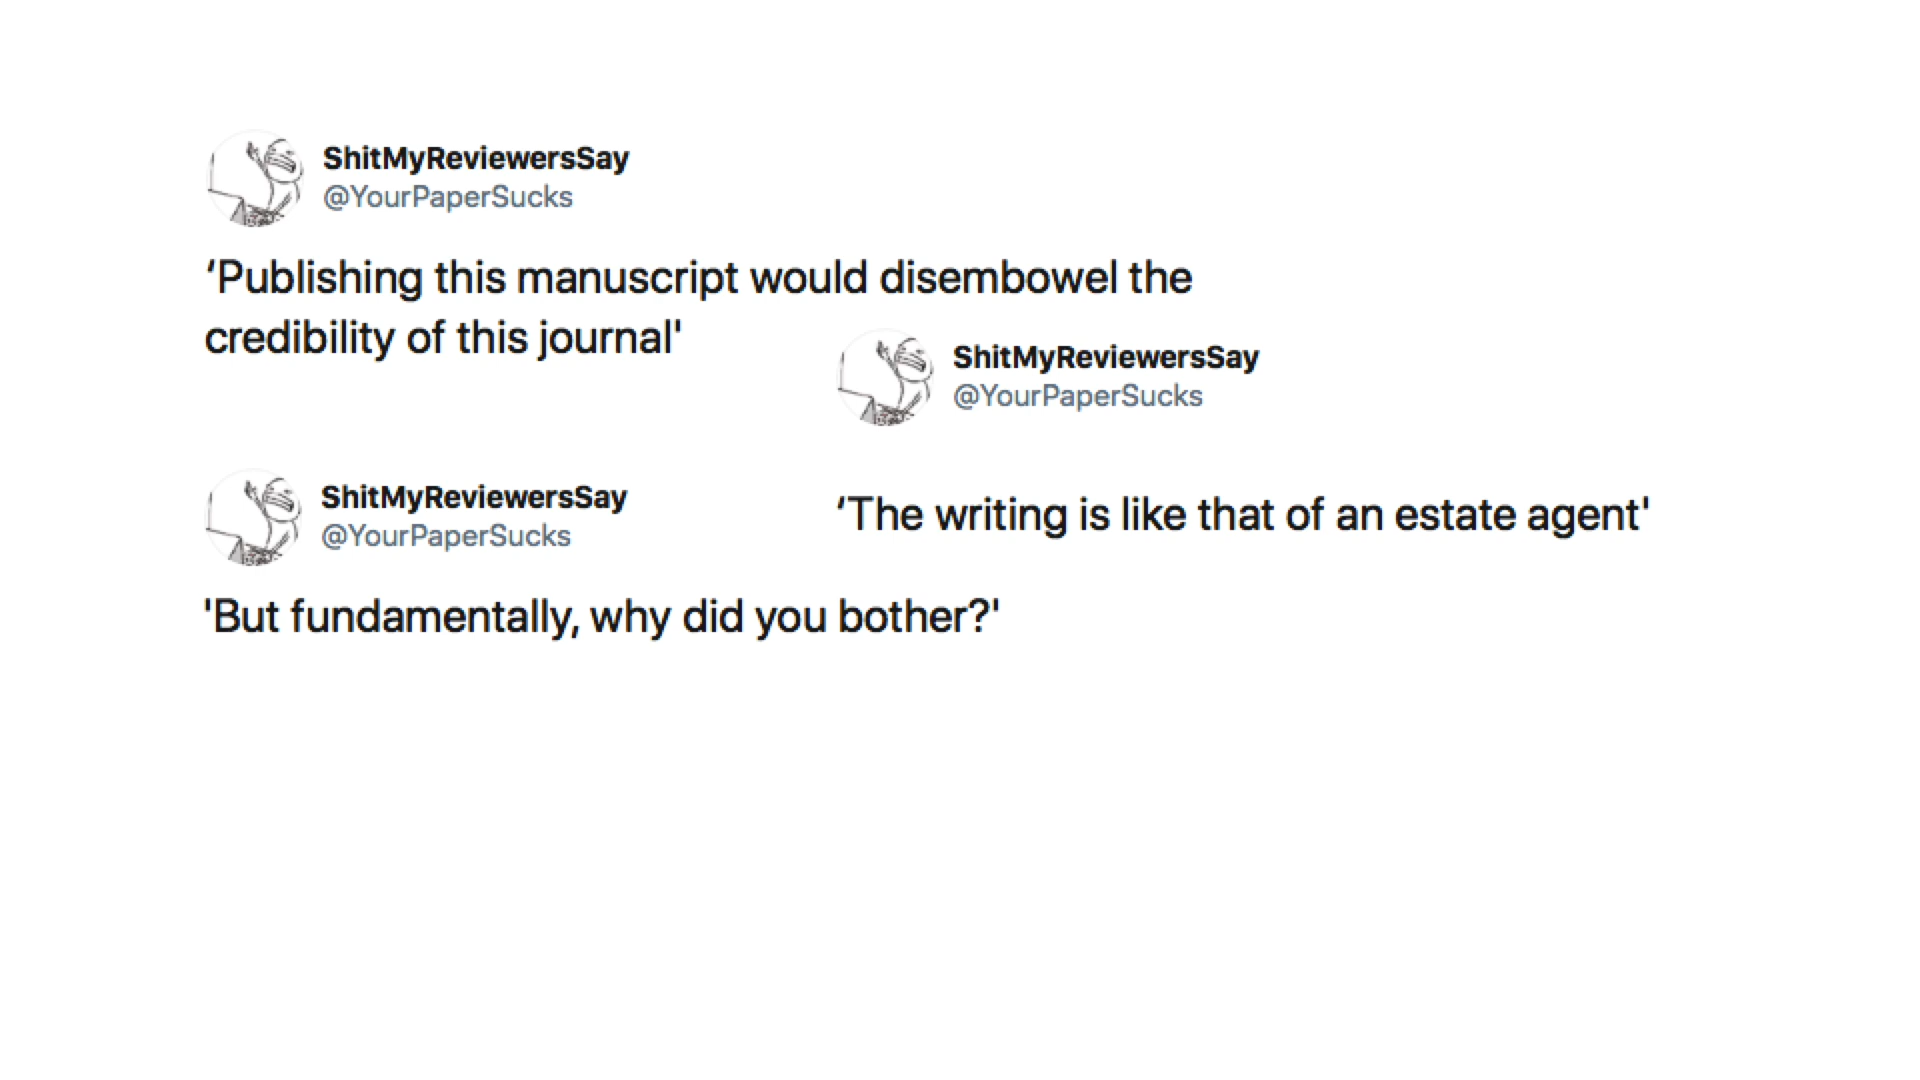 ShitMyReviewersSay
@YourPaperSucks
‘Publishing this manuscript would disembowel the
credibility of this journal'
ShitMyReviewersSay
@YourPaperSucks
‘The writing is like that of an estate agent'
ShitMyReviewersSay
@YourPaperSucks
'But fundamentally, why did you bother?'